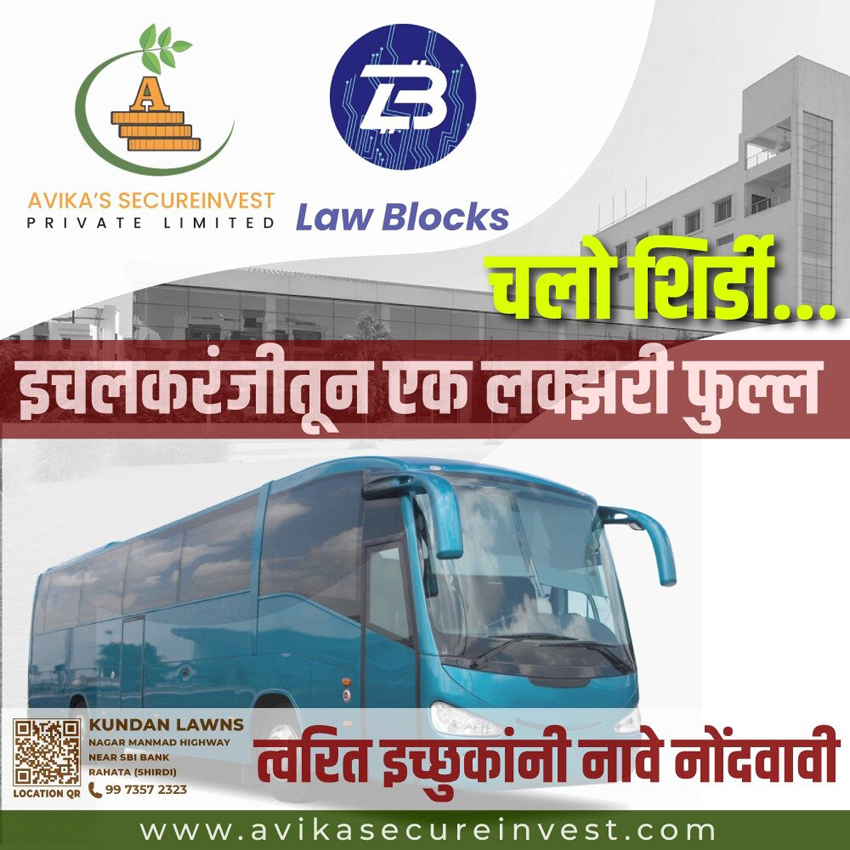 A
LB
AVIKA'S SECUREINVEST
PRIVATE LIMITED
Law Blocks
चलो शिर्डी...
इचलकरंजीतून एक लक्झरी फुल्ल
KUNDAN LAWNS
NAGAR MANMAD HIGHWAY
NEAR SBI BANK
RAHATA (SHIRDI)
99 7357 2323
LOCATION QR
त्वरित इच्छुकांनी नावे नोंदवावी
www.avikasecureinvest.com